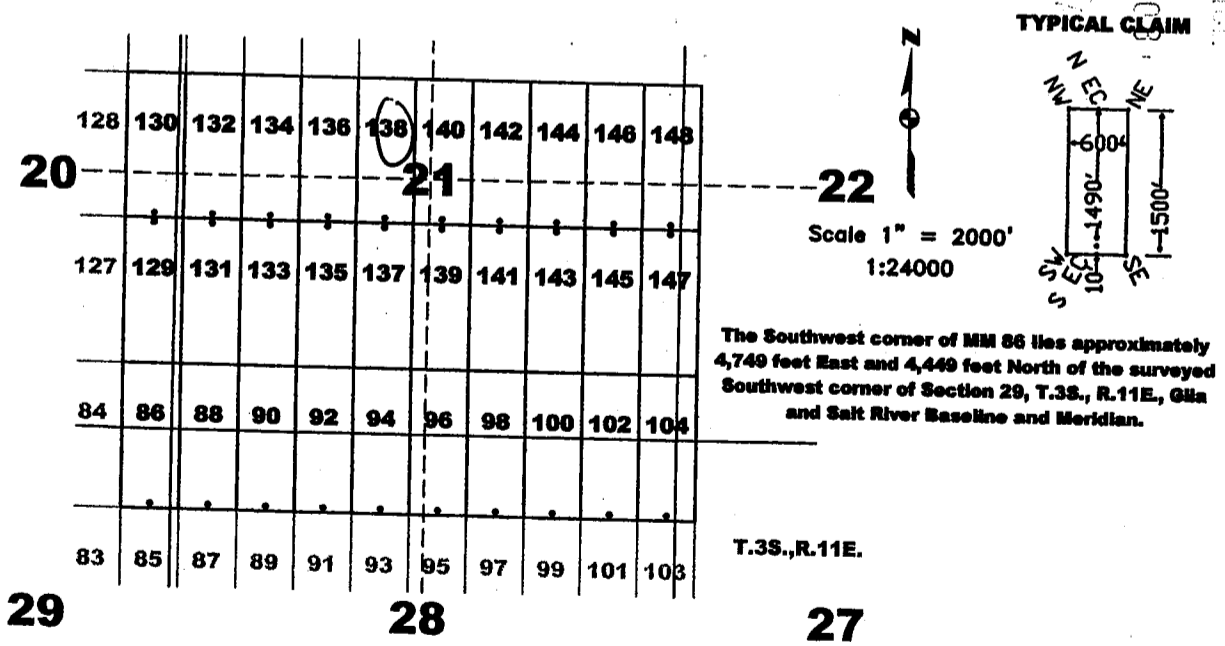 TYPICAL CLAIM
N
N EC
NW
NE
600'
1490'
1500'
10'
SW
S EC
SE
128 130 132 134 136 138 140 142 144 146 148
20 21 22
Scale 1" = 2000'
1:24000
127 129 131 133 135 137 139 141 143 145 147
The Southwest corner of MM 86 lies approximately
4,749 feet East and 4,449 feet North of the surveyed
Southwest corner of Section 29, T.3S., R.11E., Gila
and Salt River Baseline and Meridian.
84 86 88 90 92 94 96 98 100 102 104
T.3S.,R.11E.
83 85 87 89 91 93 95 97 99 101 103
29 28 27